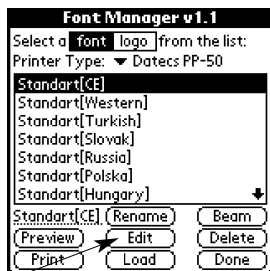 Font Manager v1.1
Select a font logo from the list:
Printer Type: Datecs PP-50
Standart[CE]
Standart[Western]
Standart[Turkish]
Standart[Slovak]
Standart[Russia]
Standart[Polska]
Standart[Hungary]
Standart[CE] Rename Beam
Preview Edit Delete
Print Load Done